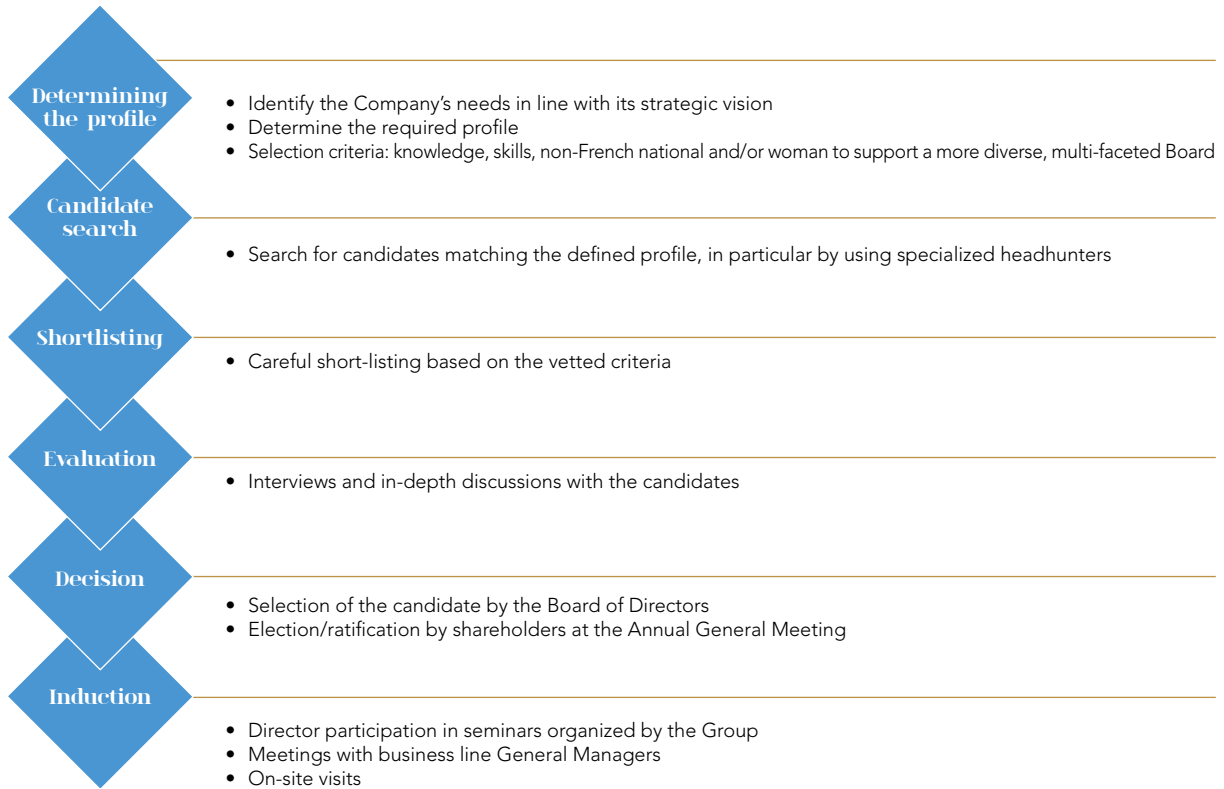 Determining
the profile
• Identify the Company's needs in line with its strategic vision
• Determine the required profile
• Selection criteria: knowledge, skills, non-French national and/or woman to support a more diverse, multi-faceted Board
Candidate
search
• Search for candidates matching the defined profile, in particular by using specialized headhunters
Shortlisting
• Careful short-listing based on the vetted criteria
Evaluation
• Interviews and in-depth discussions with the candidates
Decision
• Selection of the candidate by the Board of Directors
• Election/ratification by shareholders at the Annual General Meeting
Induction
• Director participation in seminars organized by the Group
• Meetings with business line General Managers
• On-site visits